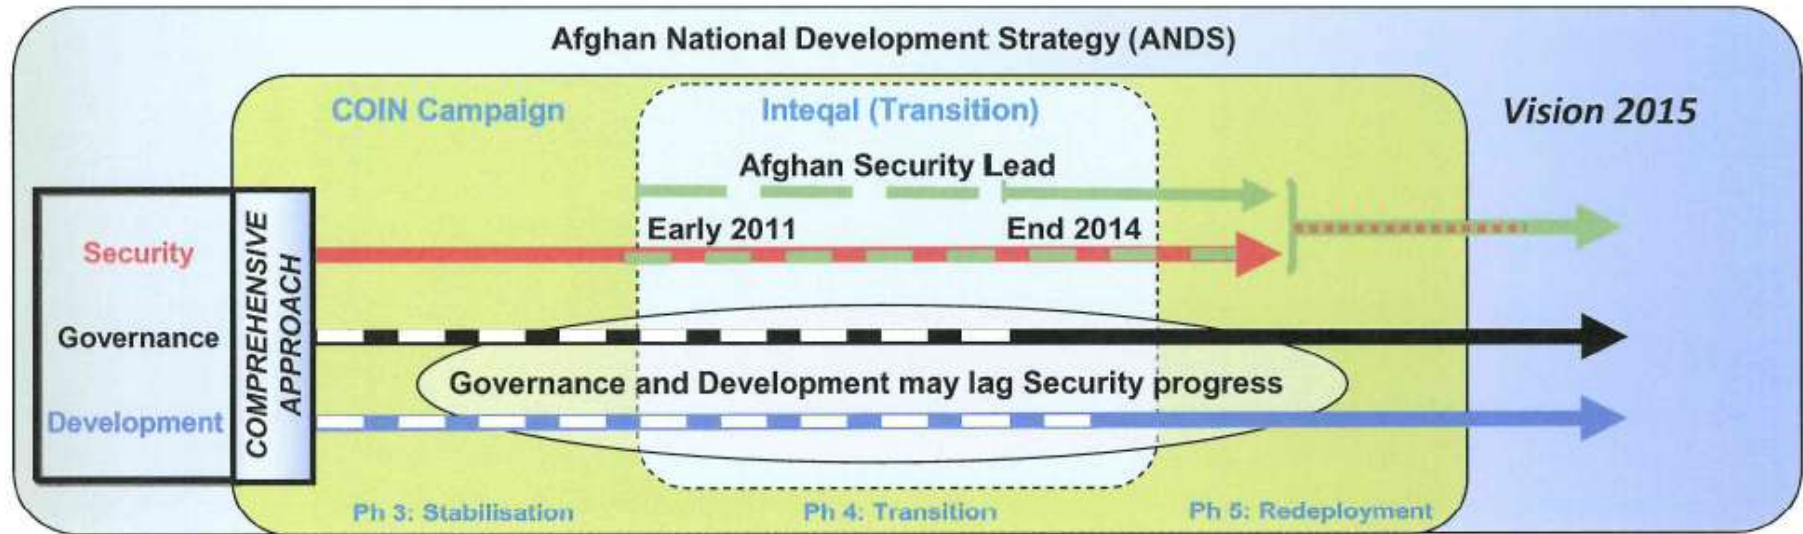 Afghan National Development Strategy (ANDS)
COIN Campaign
Inteqal (Transition)
Vision 2015
Afghan Security Lead
Early 2011
End 2014
Security
Governance
Development
COMPREHENSIVE
APPROACH
Governance and Development may lag Security progress
Ph 3: Stabilisation
Ph 4: Transition
Ph 5: Redeployment